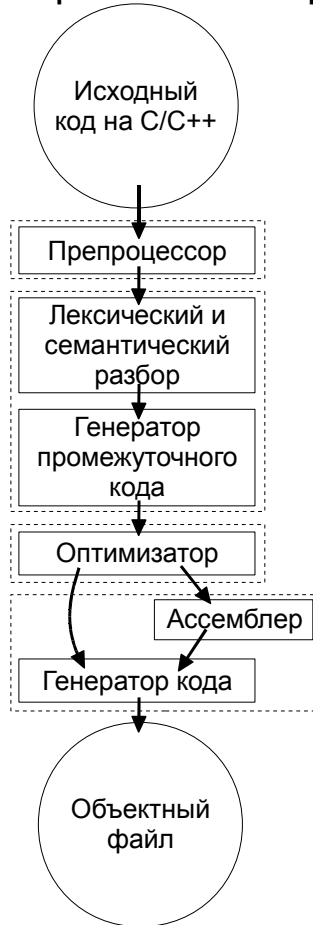 Исходный
код на C/C++
Препроцессор
Лексический и
семантический
разбор
Генератор
промежуточного
кода
Оптимизатор
Ассемблер
Генератор кода
Объектный
файл